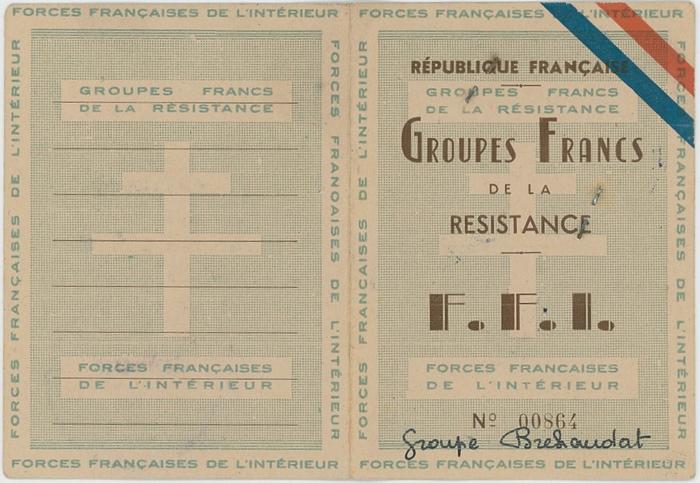 FORCES FRANÇAISES DE L'INTÉRIEUR
FORCES FRANÇAISES DE L'INTÉRIEUR
GROUPES FRANCS
DE LA RÉSISTANCE
FORCES FRANÇAISES
DE L'INTÉRIEUR
FORCES FRANÇAISES DE L'INTÉRIEUR
FORCES FRANÇAISES DE L'INTÉRIEUR
FORCES FRANÇAISES DE L'INTÉRIEUR
FORCES FRANÇAISES DE L'INTÉRIEUR
RÉPUBLIQUE FRANÇAISE
GROUPES FRANCS
DE LA RÉSISTANCE
GROUPES FRANCS
DE LA
RESISTANCE
F.F.I.
FORCES FRANÇAISES
DE L'INTÉRIEUR
Nº 00864
Groupe Brehaudat
FORCES FRANÇAISES DE L'INTÉRIEUR
FORCES FRANÇAISES DE L'INTÉRIEUR